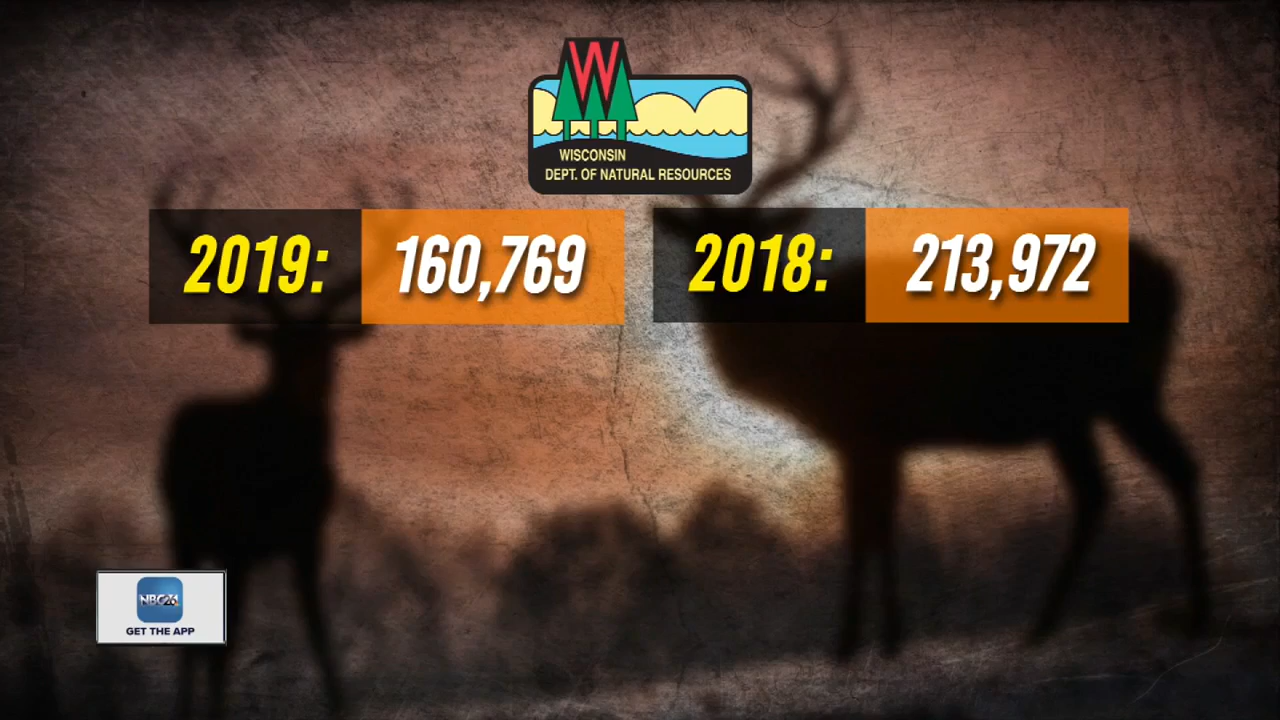 W
WISCONSIN
DEPT. OF NATURAL RESOURCES
2019: 160,769 2018: 213,972
NBC26
GET THE APP